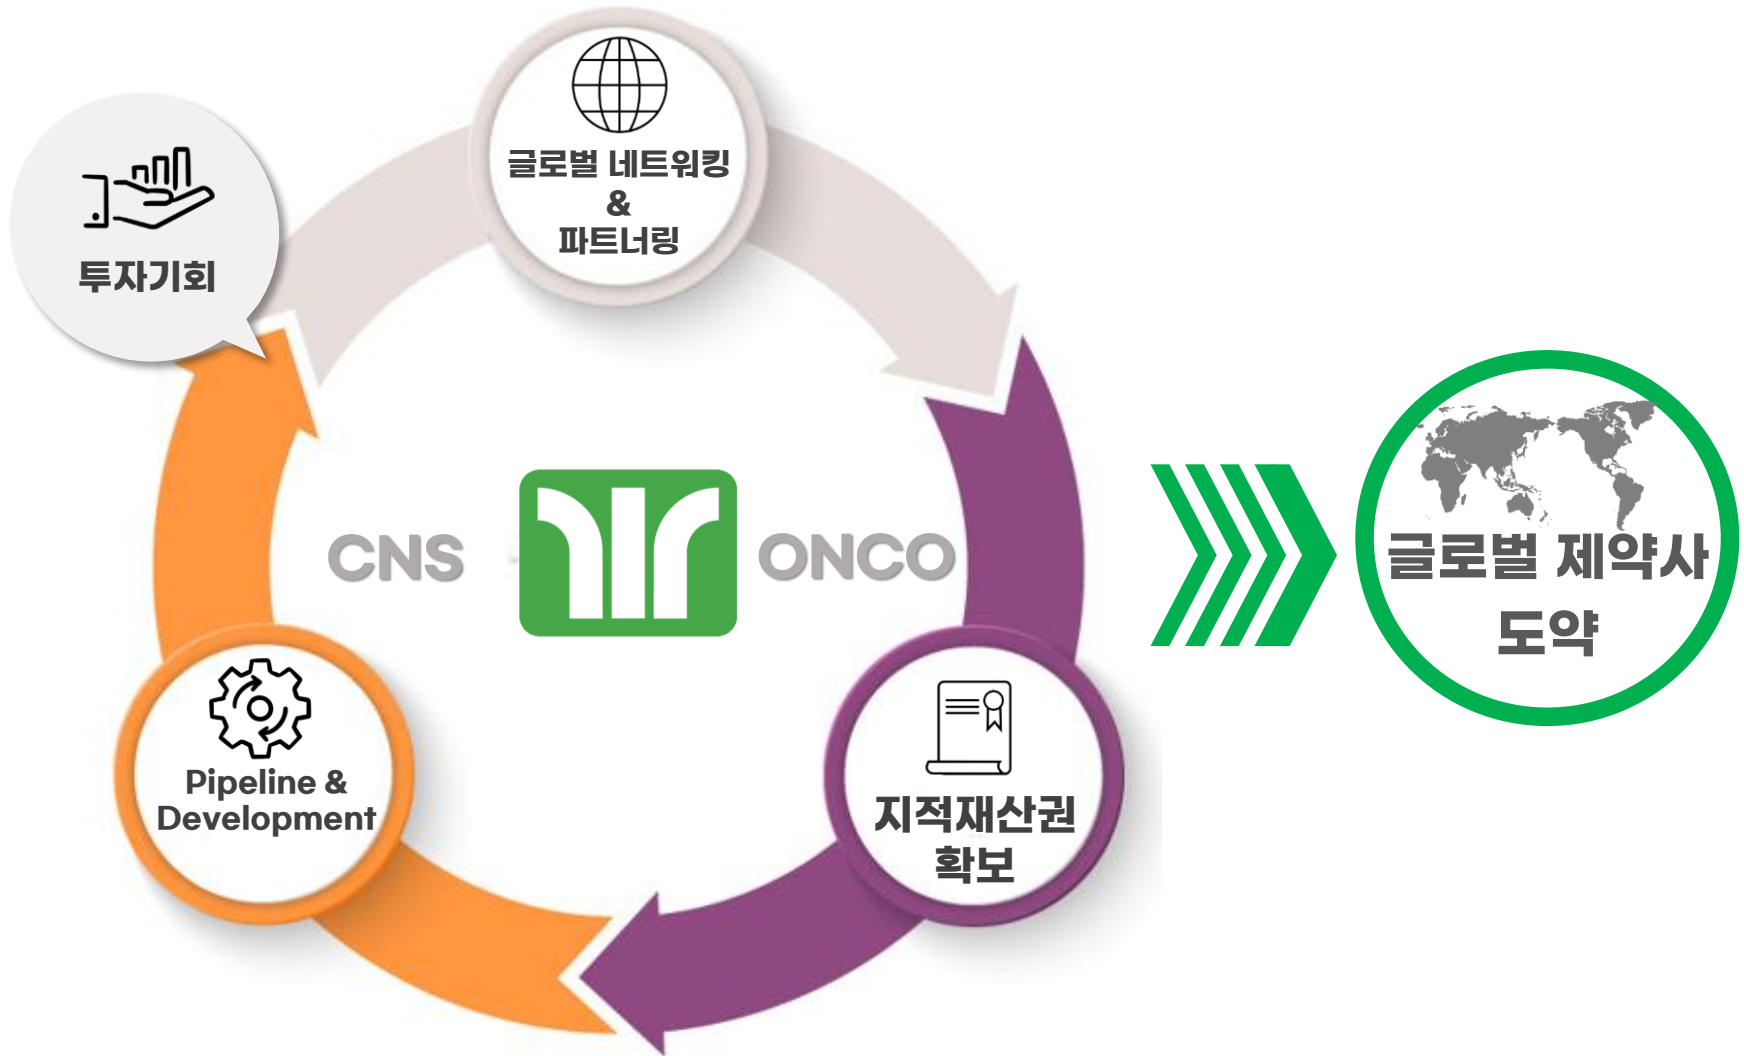 글로벌 네트워킹
&
파트너링
투자기회
CNS
ONCO
Pipeline &
Development
지적재산권
확보
글로벌 제약사
도약